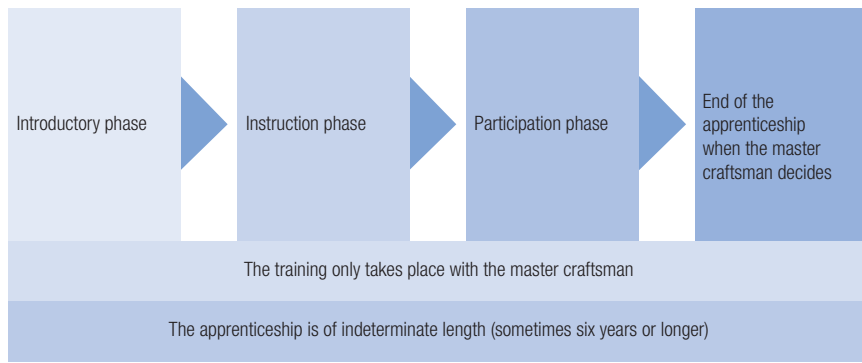 Introductory phase
Instruction phase
Participation phase
End of the
apprenticeship
when the master
craftsman decides
The training only takes place with the master craftsman
The apprenticeship is of indeterminate length (sometimes six years or longer)